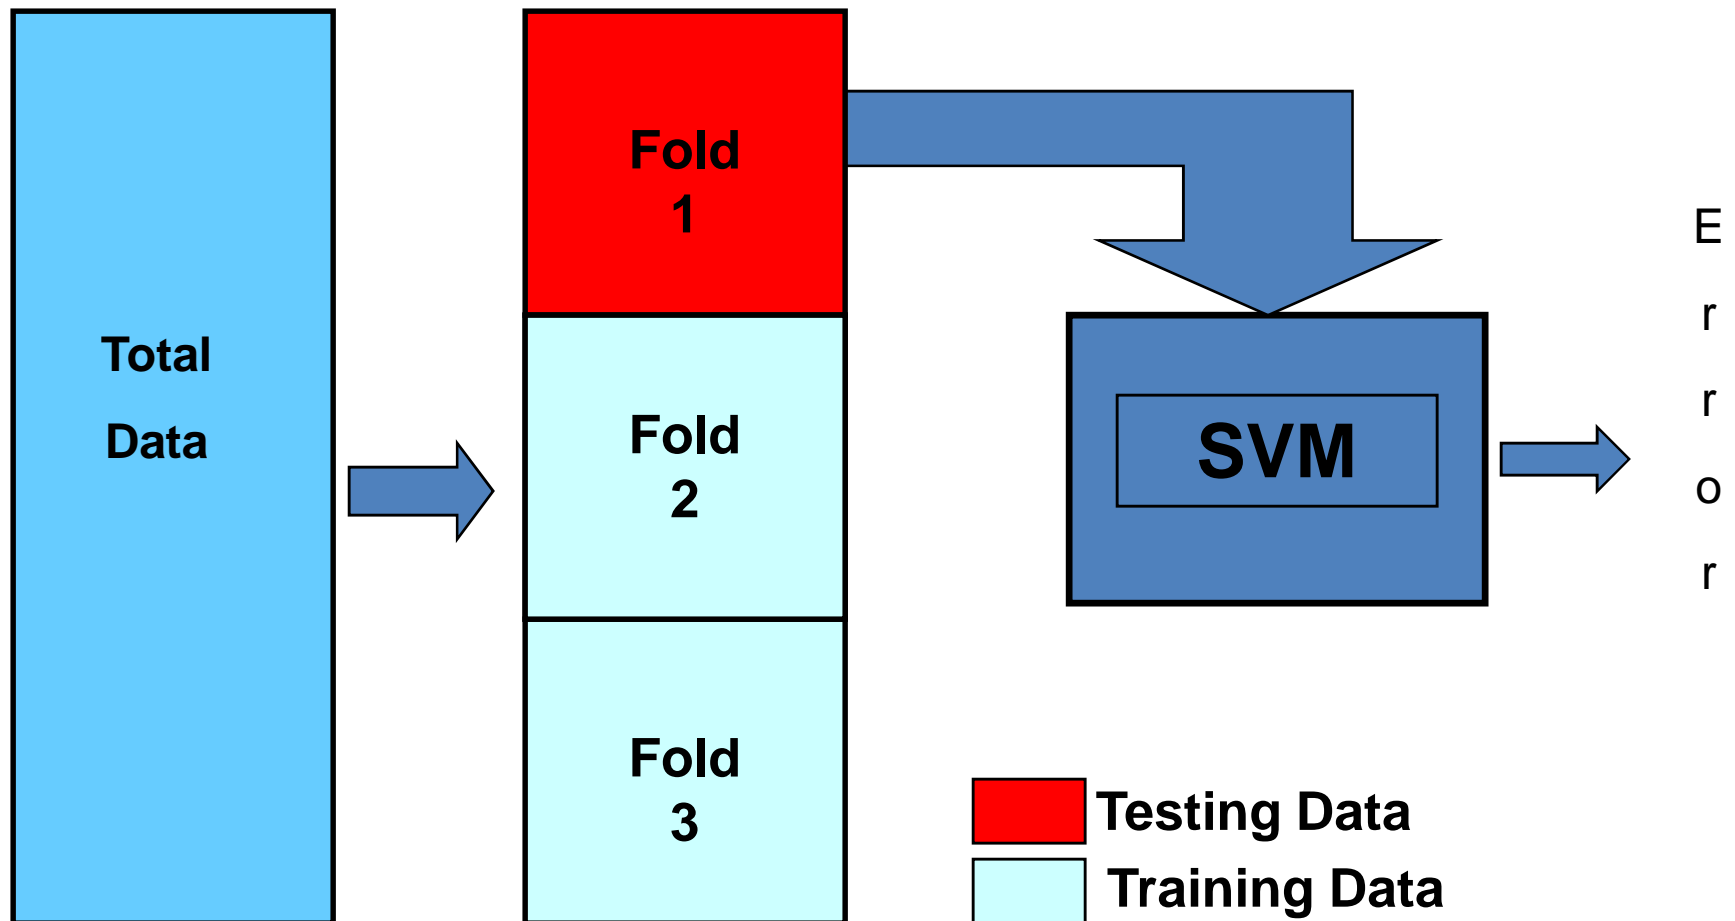 Total
Data
Fold
1
Fold
2
Fold
3
SVM
E
r
r
o
r
Testing Data
Training Data